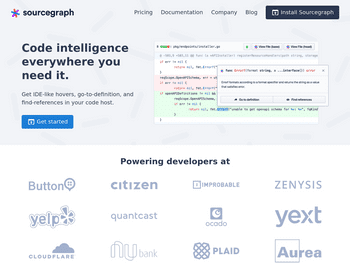 sourcegraph
Pricing Documentation Company Blog Install Sourcegraph
Code intelligence
everywhere you
need it.
Get IDE-like hovers, go-to-definition, and
find-references in your code host.
Get started
View File (base) View File (head)
Go to definition Find references
Powering developers at
Button
citizen
IMPROBABLE
ZENYSIS
yelp
quantcast
ocado
yext
CLOUDFLARE
nu bank
PLAID
Aurea